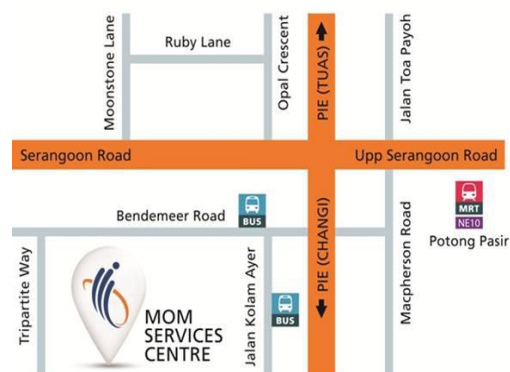 Moonstone Lane
Ruby Lane
Opal Crescent
PIE (TUAS)
Jalan Toa Payoh
Serangoon Road
Upp Serangoon Road
Bendemeer Road
BUS
MRT
NE10
Potong Pasir
Tripartite Way
MOM
SERVICES
CENTRE
Jalan Kolam Ayer
BUS
PIE (CHANGI)
Macpherson Road